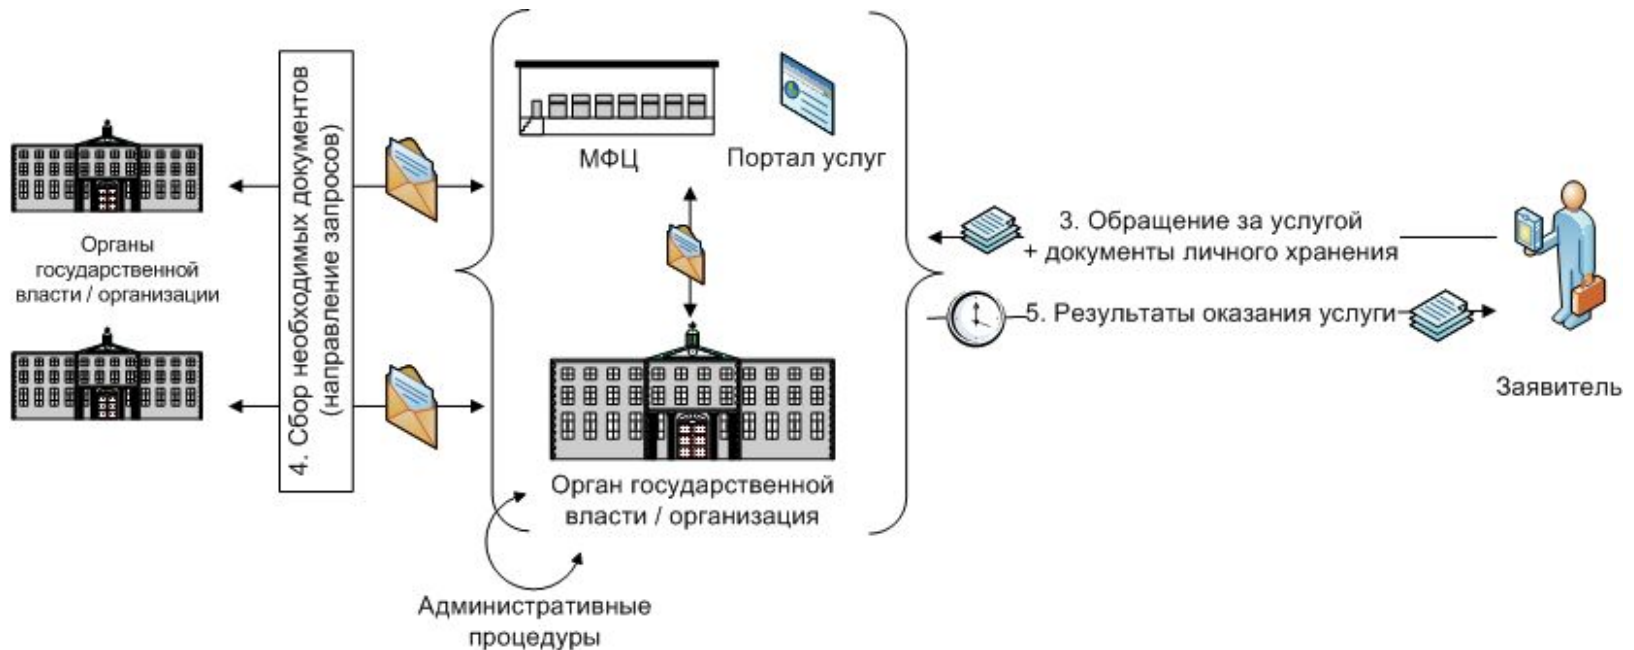 Органы
государственной
власти / организации
4. Сбор необходимых документов
(направление запросов)
МФЦ
Портал услуг
Орган государственной
власти / организация
Административные
процедуры
3. Обращение за услугой
+ документы личного хранения
5. Результаты оказания услуги
Заявитель